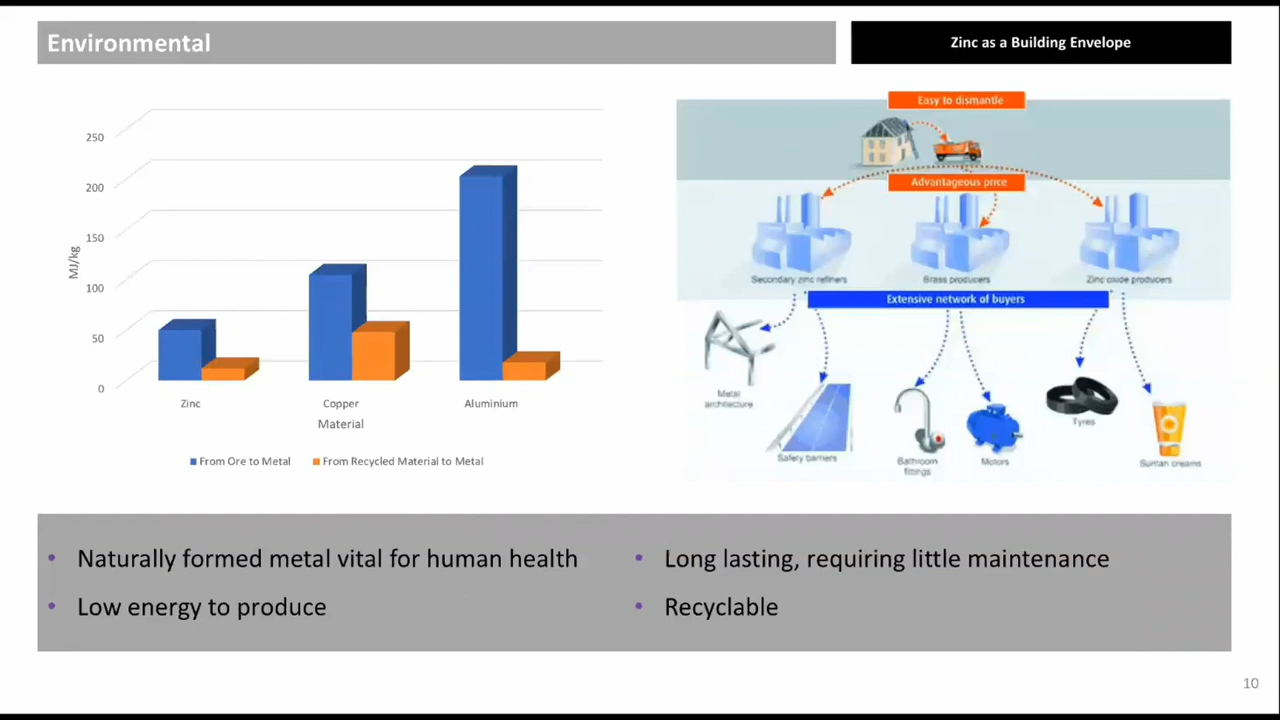 Environmental
Zinc as a Building Envelope
250
200
150
100
50
0
MJ/kg
Zinc
Copper
Aluminium
Material
From Ore to Metal
From Recycled Material to Metal
Easy to dismantle
Advantageous price
Secondary zinc refiners
Brass producers
Zinc oxide producers
Extensive network of buyers
Metal
architecture
Safety barriers
Bathroom
fittings
Motors
Tyres
Suntan creams
• Naturally formed metal vital for human health
• Low energy to produce
• Long lasting, requiring little maintenance
• Recyclable
10